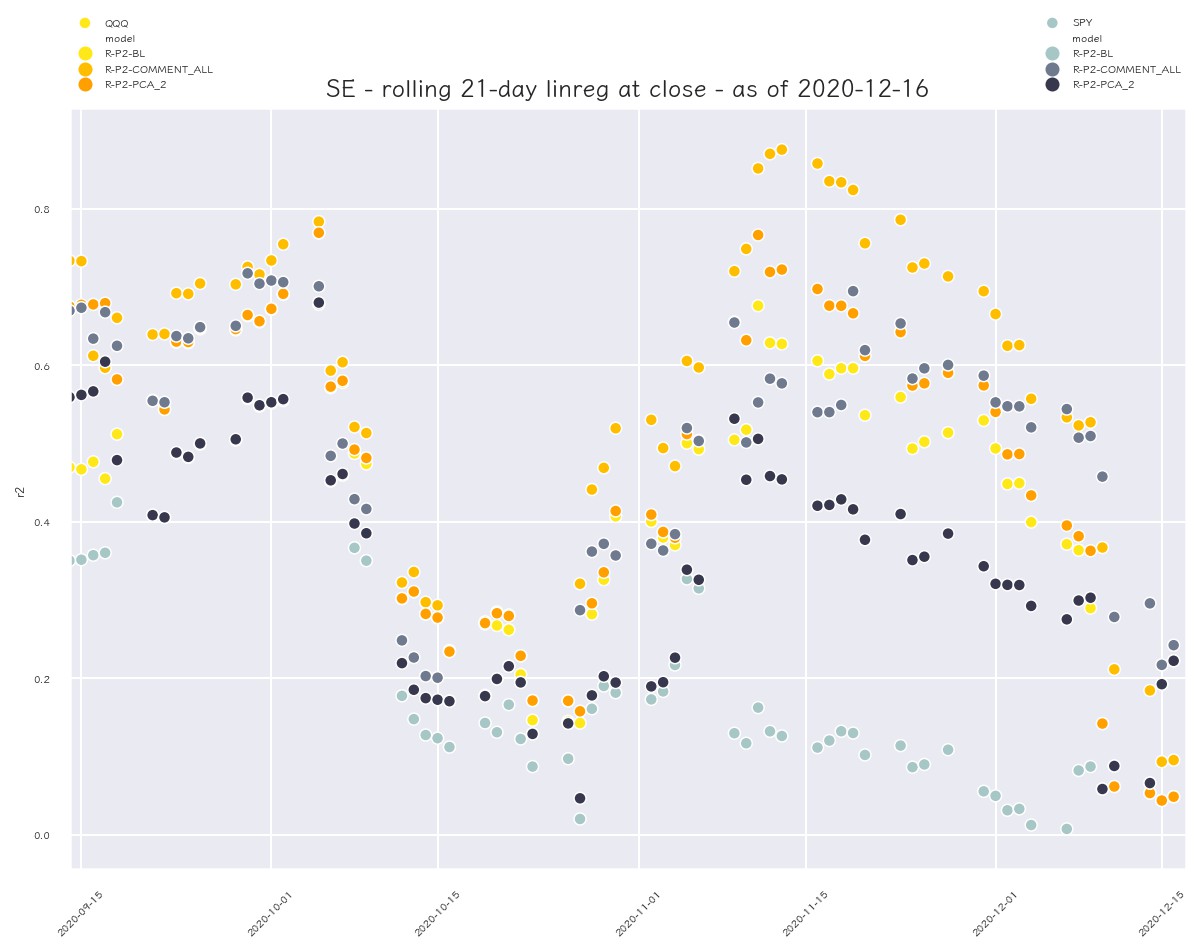 QQQ
model
R-P2-BL
R-P2-COMMENT_ALL
R-P2-PCA_2
SPY
model
R-P2-BL
R-P2-COMMENT_ALL
R-P2-PCA_2
SE - rolling 21-day linreg at close - as of 2020-12-16
0.8
0.6
r2
0.4
0.2
0.0
2020-09-15
2020-10-01
2020-10-15
2020-11-01
2020-11-15
2020-12-01
2020-12-15